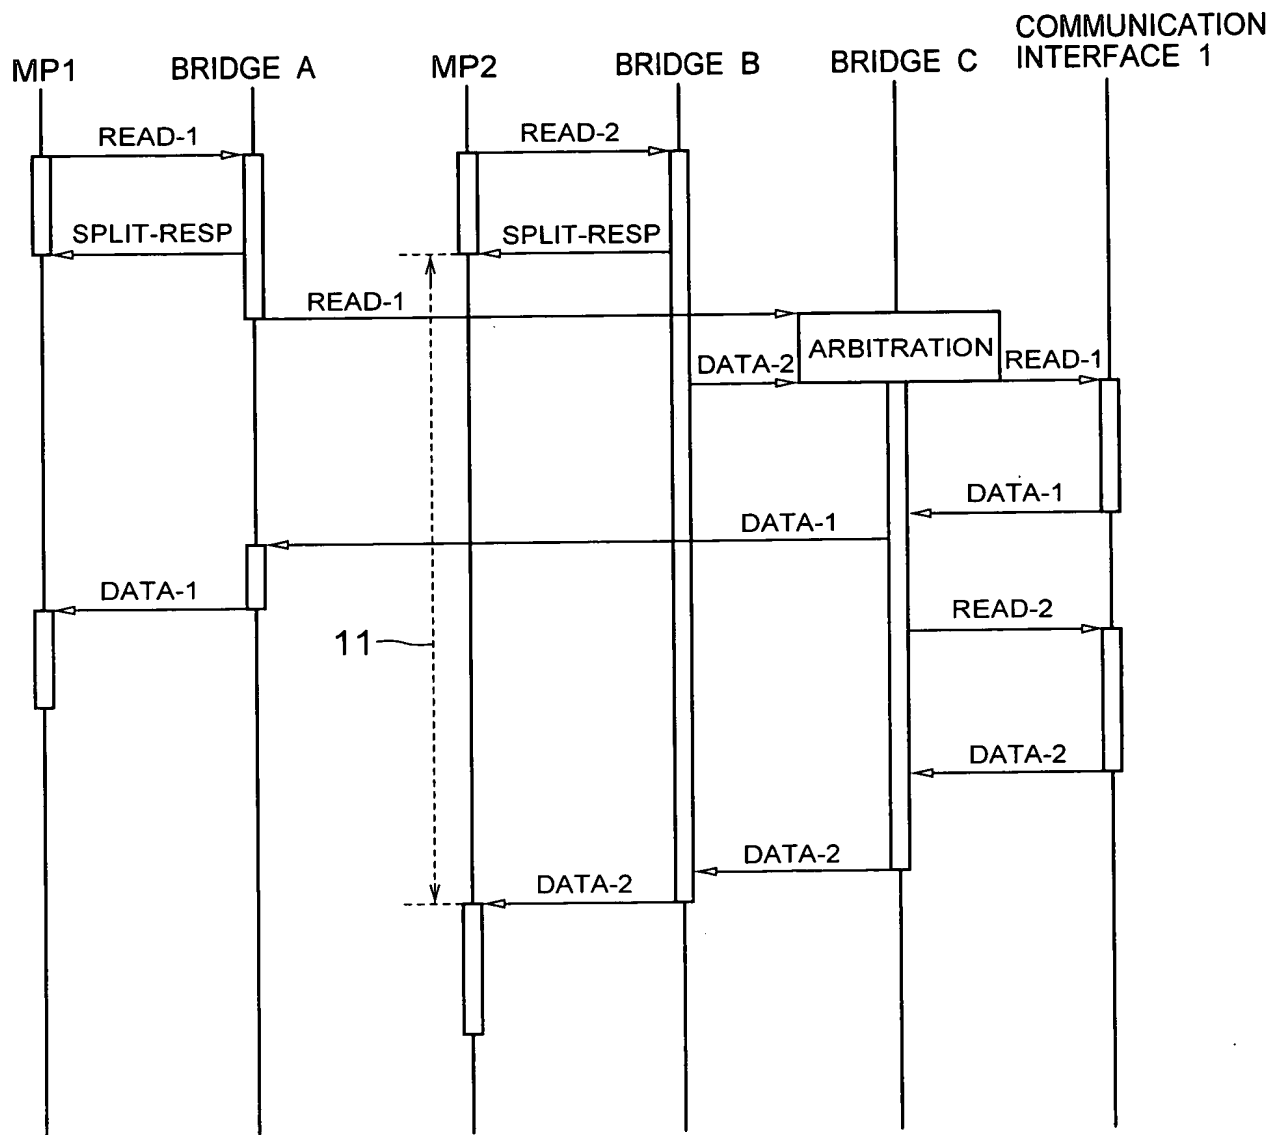 COMMUNICATION
INTERFACE 1
MP1
BRIDGE A
MP2
BRIDGE B
BRIDGE C
READ-1
READ-2
SPLIT-RESP
SPLIT-RESP
READ-1
ARBITRATION
DATA-2
READ-1
DATA-1
DATA-1
DATA-1
READ-2
11
DATA-2
DATA-2
DATA-2